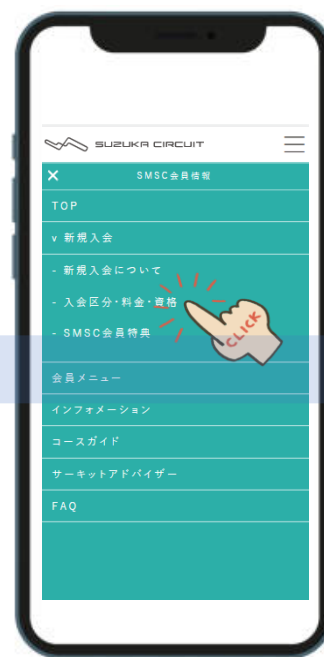 SUZUKA CIRCUIT
× SMSC会員情報
TOP
v 新規入会
- 新規入会について
- 入会区分・料金・資格
- SMSC会員特典
CLICK
会員メニュー
インフォメーション
コースガイド
サーキットアドバイザー
FAQ